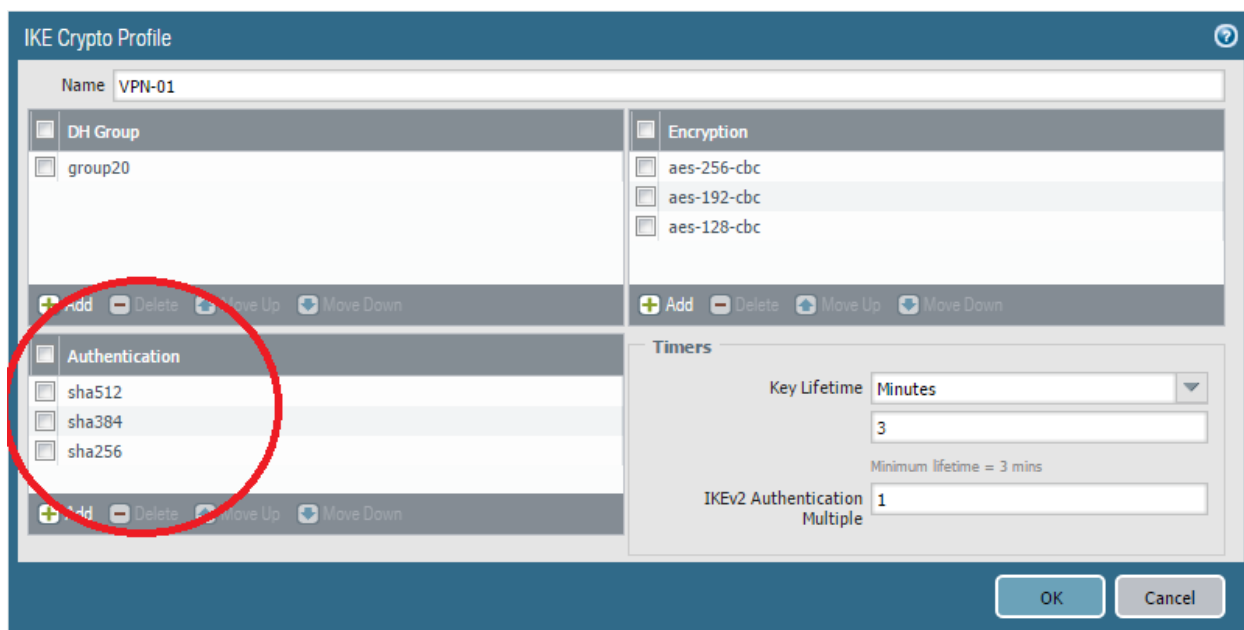 IKE Crypto Profile
Name VPN-01
DH Group
group20
Add Delete Move Up Move Down
Encryption
aes-256-cbc
aes-192-cbc
aes-128-cbc
Add Delete Move Up Move Down
Authentication
sha512
sha384
sha256
Add Delete Move Up Move Down
Timers
Key Lifetime Minutes
3
Minimum lifetime = 3 mins
IKEv2 Authentication 1
Multiple
OK Cancel